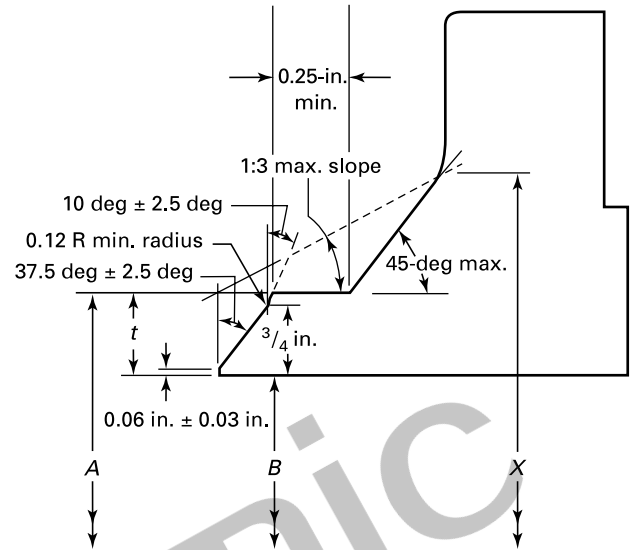 0.25-in.
min.
1:3 max. slope
10 deg ± 2.5 deg
0.12 R min. radius
37.5 deg ± 2.5 deg
45-deg max.
t
3/4 in.
0.06 in. ± 0.03 in.
A
B
X
nic